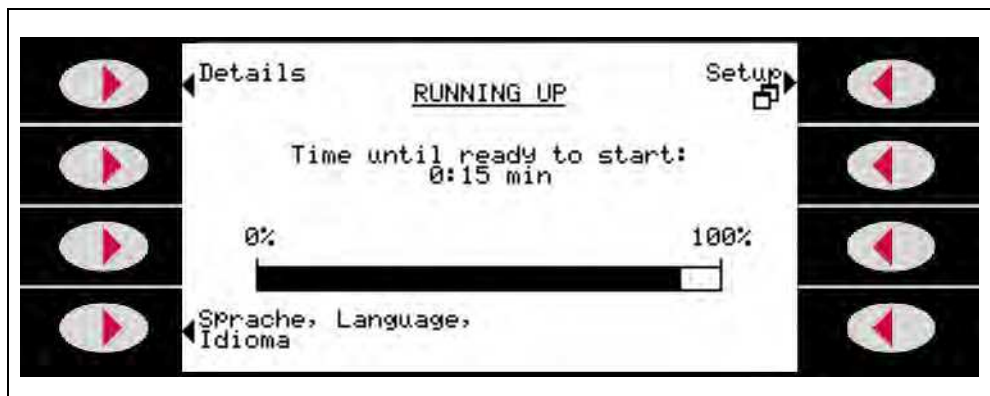 Details
Setup
RUNNING UP
Time until ready to start:
0:15 min
0% 100%
Sprache, Language,
Idioma